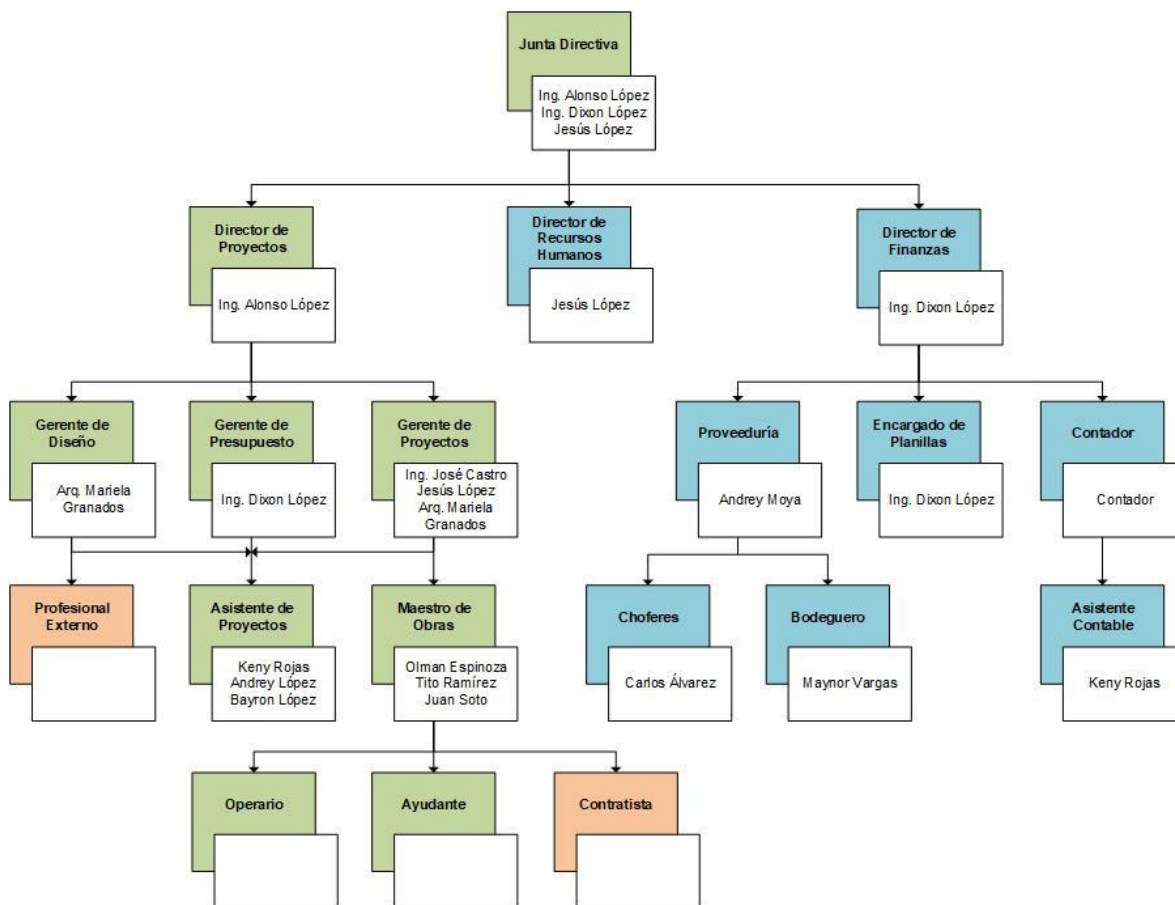 Junta Directiva
Ing. Alonso López
Ing. Dixon López
Jesús López
Director de
Proyectos
Ing. Alonso López
Director de
Recursos
Humanos
Jesús López
Director de
Finanzas
Ing. Dixon López
Gerente de
Diseño
Arq. Mariela
Granados
Gerente de
Presupuesto
Ing. Dixon López
Gerente de
Proyectos
Ing. José Castro
Jesús López
Arq. Mariela
Granados
Proveeduría
Andrey Moya
Encargado de
Planillas
Ing. Dixon López
Contador
Contador
Profesional
Externo
Asistente de
Proyectos
Keny Rojas
Andrey López
Bayron López
Maestro de
Obras
Olman Espinoza
Tito Ramírez
Juan Soto
Choferes
Carlos Álvarez
Bodeguero
Maynor Vargas
Asistente
Contable
Keny Rojas
Operario
Ayudante
Contratista